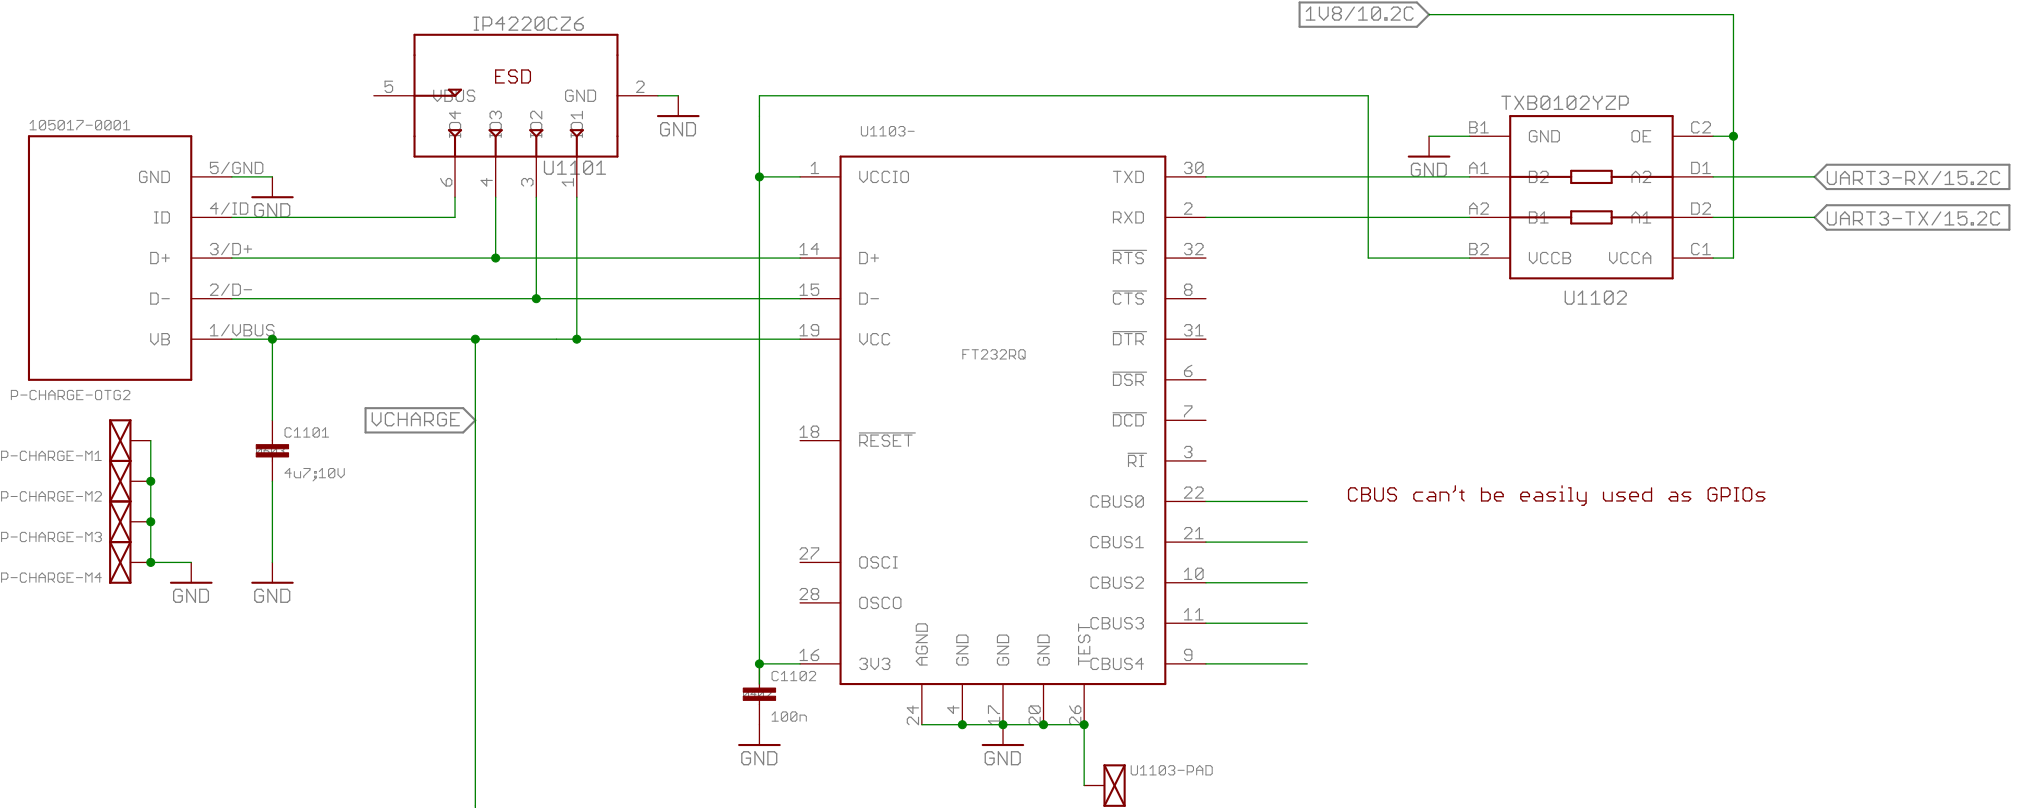 1V8/10.2C
IP4220CZ6
ESD
5
VBUS
GND
2
GND
ID4
ID3
ID2
ID1
U1101
6
4
3
1
105017-0001
GND
5/GND
GND
ID
4/ID
D+
3/D+
D-
2/D-
VB
1/VBUS
P-CHARGE-OTG2
P-CHARGE-M1
P-CHARGE-M2
P-CHARGE-M3
P-CHARGE-M4
GND
C1101
4u7;10V
GND
VCHARGE
U1103-
FT232RQ
1
VCCIO
14
D+
15
D-
19
VCC
18
RESET
27
OSCI
28
OSCO
16
3V3
C1102
100n
GND
TXD
30
RXD
2
RTS
32
CTS
8
DTR
31
DSR
6
DCD
7
RI
3
CBUS0
22
CBUS1
21
CBUS2
10
CBUS3
11
CBUS4
9
AGND
GND
GND
GND
TEST
24
4
17
20
26
GND
U1103-PAD
CBUS can't be easily used as GPIOs
TXB0102YZP
B1
GND
OE
C2
GND
A1
B2
A2
D1
A2
B1
A1
D2
B2
VCCB
VCCA
C1
U1102
UART3-RX/15.2C
UART3-TX/15.2C